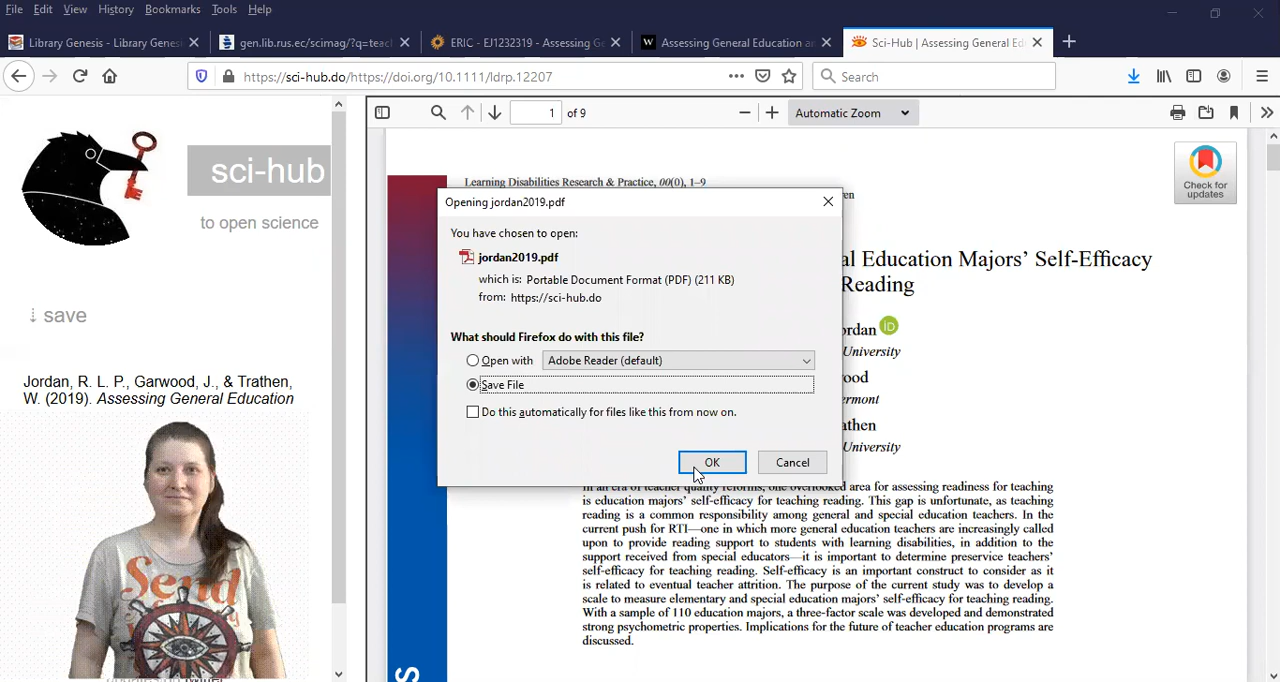 File Edit View History Bookmarks Tools Help
Library Genesis - Library Genes
gen.lib.rus.ec/scimag/?q=teac
ERIC - EJ1232319 - Assessing Ge
Assessing General Education an
Sci-Hub | Assessing General Edu
https://sci-hub.do/https://doi.org/10.1111/ldrp.12207
Search
1 of 9
Automatic Zoom
sci-hub
to open science
↓ save
Jordan, R. L. P., Garwood, J., & Trathen,
W. (2019). Assessing General Education
Learning Disabilities Research & Practice, 00(0), 1–9
Check for
updates
al Education Majors' Self-Efficacy
Reading
ordan
University
ood
ermont
athen
University
Opening jordan2019.pdf
You have chosen to open:
jordan2019.pdf
which is: Portable Document Format (PDF) (211 KB)
from: https://sci-hub.do
What should Firefox do with this file?
Open with Adobe Reader (default)
Save File
Do this automatically for files like this from now on.
OK Cancel
In an era of teacher quality reforms, one overlooked area for assessing readiness for teaching
is education majors' self-efficacy for teaching reading. This gap is unfortunate, as teaching
reading is a common responsibility among general and special education teachers. In the
current push for RTI—one in which more general education teachers are increasingly called
upon to provide reading support to students with learning disabilities, in addition to the
support received from special educators—it is important to determine preservice teachers'
self-efficacy for teaching reading. Self-efficacy is an important construct to consider as it
is related to eventual teacher attrition. The purpose of the current study was to develop a
scale to measure elementary and special education majors' self-efficacy for teaching reading.
With a sample of 110 education majors, a three-factor scale was developed and demonstrated
strong psychometric properties. Implications for the future of teacher education programs are
discussed.